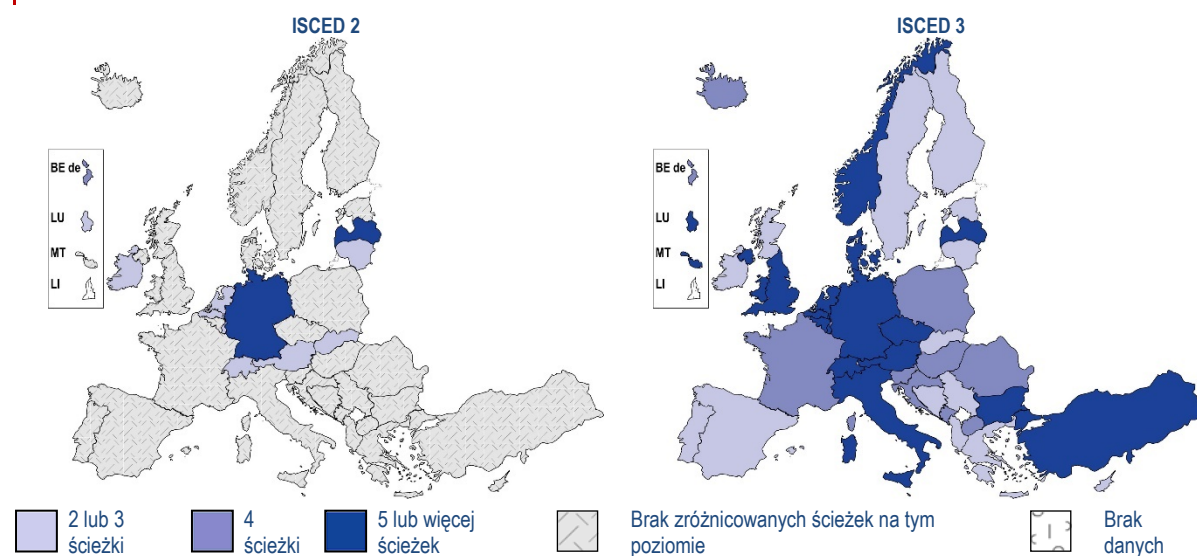 ISCED 2
ISCED 3
BE de
LU
MT
LI
BE de
LU
MT
LI
2 lub 3
ścieżki
4
ścieżki
5 lub więcej
ścieżek
Brak zróżnicowanych ścieżek na tym
poziomie
Brak
danych